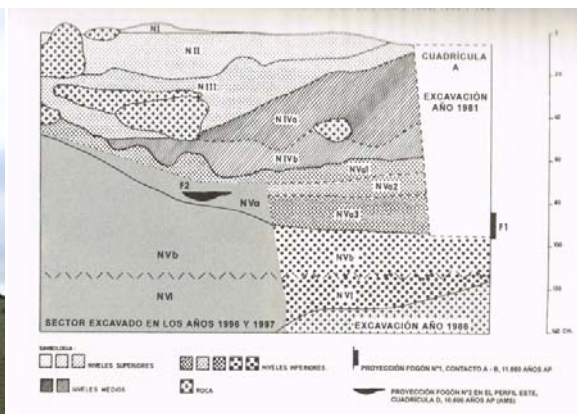 NI
NII
CUADRÍCULA
A
NIII
EXCAVACIÓN
AÑO 1981
NIVa
NIVb
NVa1
F2
NVa2
NVa
NVa3
F1
NVb
NVb
NVI
NVI
SECTOR EXCAVADO EN LOS AÑOS 1996 Y 1997
EXCAVACIÓN AÑO 1986
SIMBOLOGIA :
NIVELES SUPERIORES
NIVELES INFERIORES
PROYECCIÓN FOGÓN Nº1, CONTACTO A - B, 11.000 AÑOS AP
NIVELES MEDIOS
ROCA
PROYECCIÓN FOGÓN Nº2 EN EL PERFIL ESTE,
CUADRÍCULA D, 10.600 AÑOS AP (AMS)